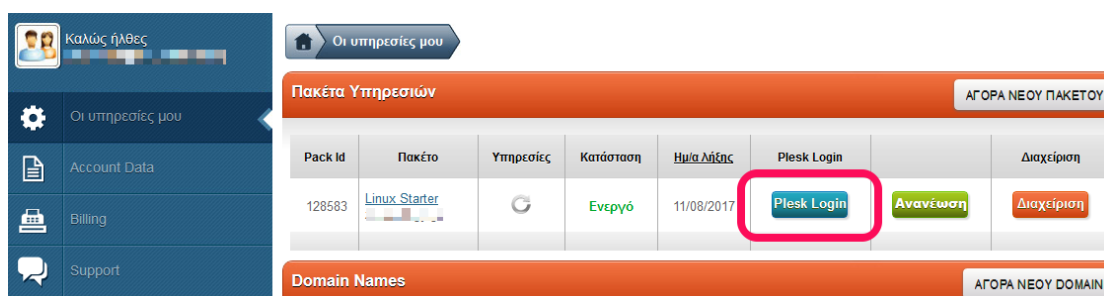 Καλώς ήλθες
Οι υπηρεσίες μου
Account Data
Billing
Support
Οι υπηρεσίες μου
Πακέτα Υπηρεσιών
ΑΓΟΡΑ ΝΕΟΥ ΠΑΚΕΤΟΥ
Pack Id Πακέτο Υπηρεσίες Κατάσταση Ημ/α Λήξης Plesk Login Διαχείριση
128583 Linux Starter Ενεργό 11/08/2017 Plesk Login Ανανέωση Διαχείριση
Domain Names
ΑΓΟΡΑ ΝΕΟΥ DOMAIN